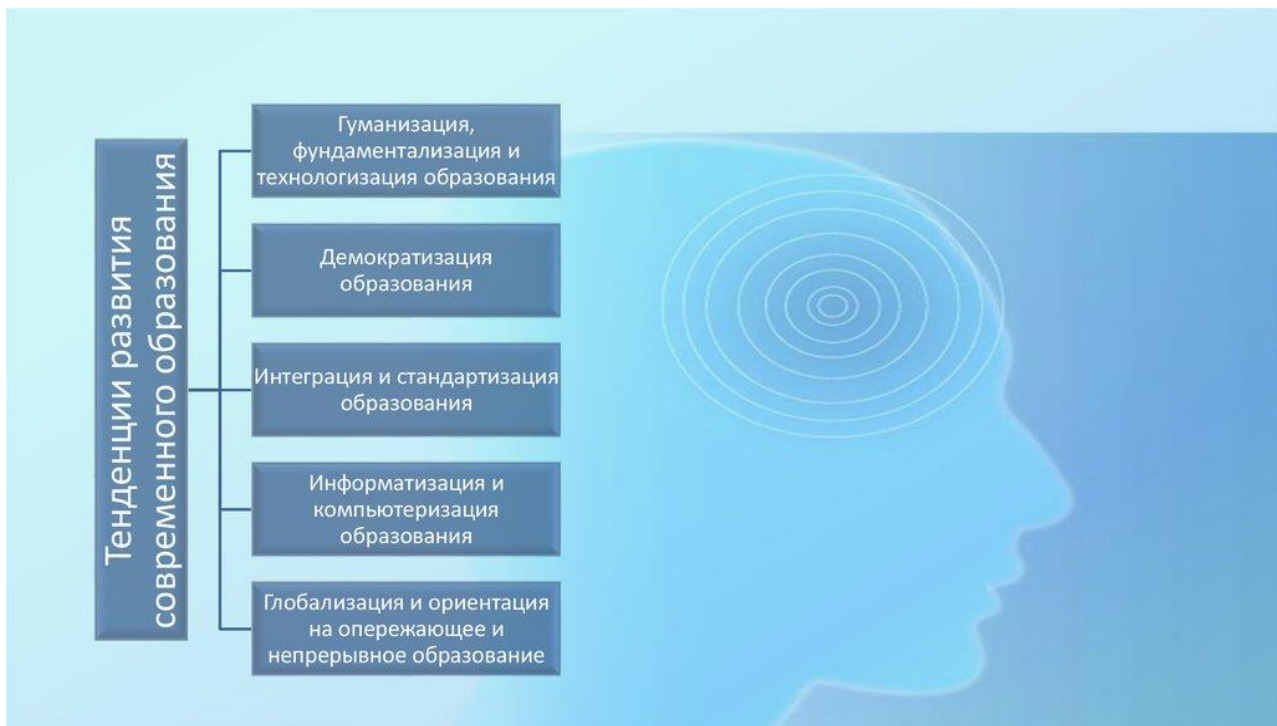 Тенденции развития
современного образования
Гуманизация,
фундаментализация и
технологизация образования
Демократизация
образования
Интеграция и стандартизация
образования
Информатизация и
компьютеризация
образования
Глобализация и ориентация
на опережающее и
непрерывное образование